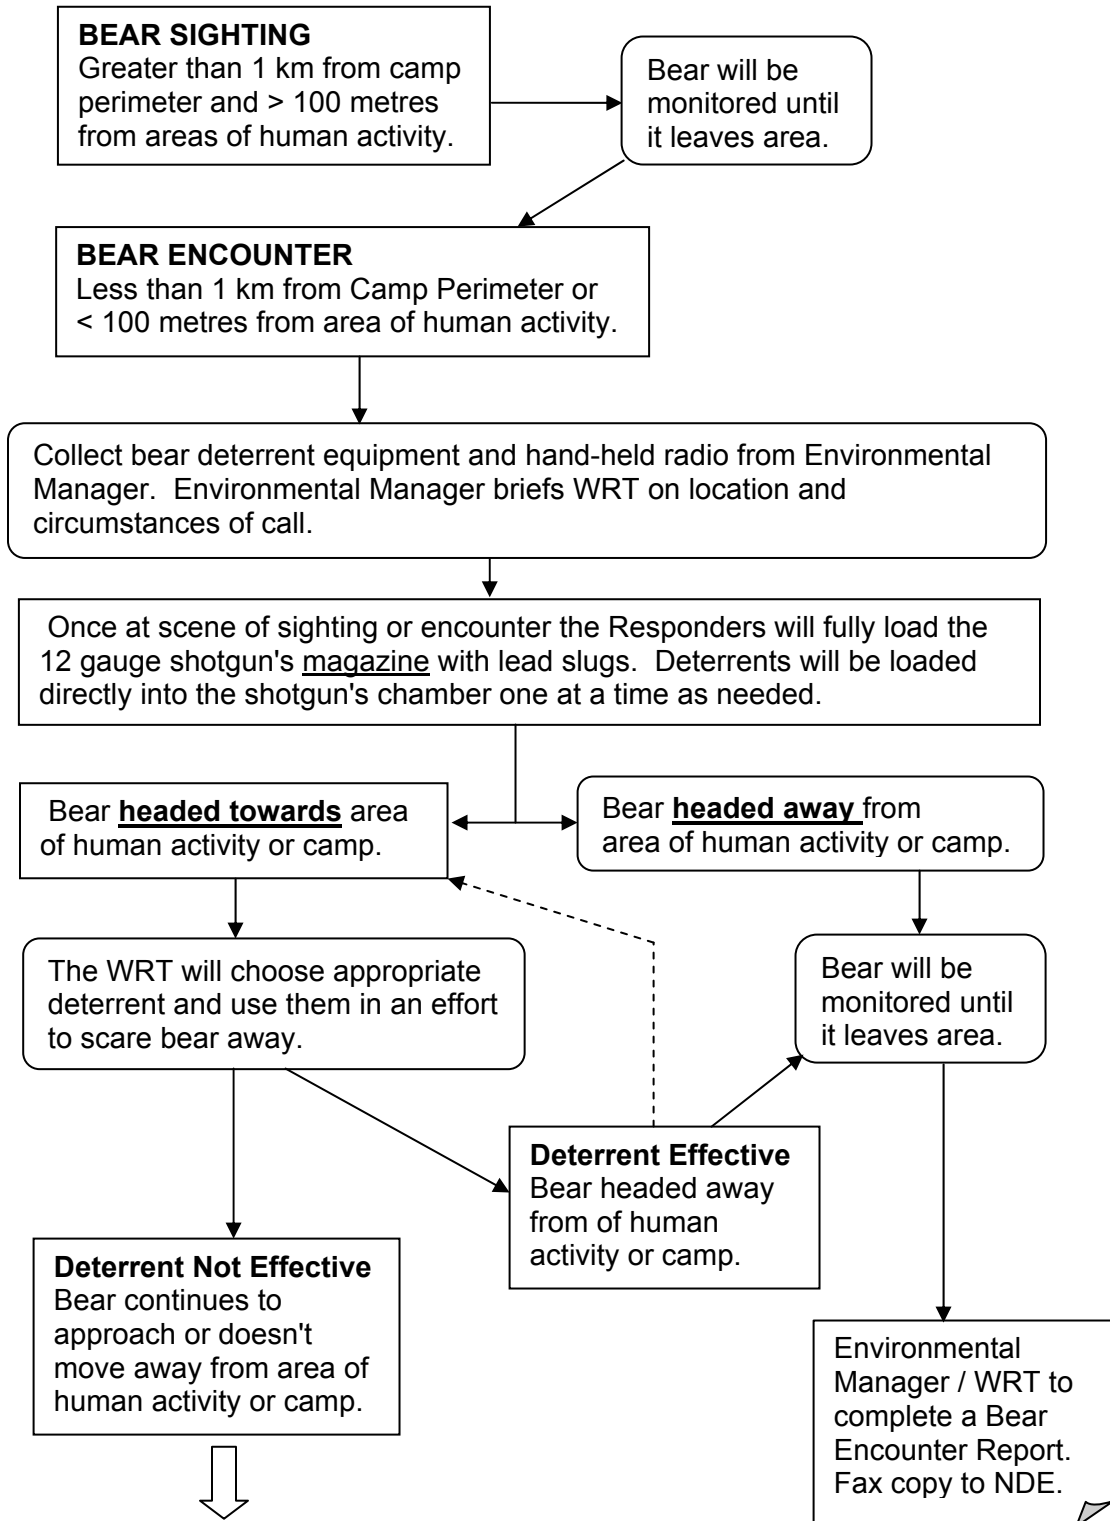 BEAR SIGHTING
Greater than 1 km from camp
perimeter and > 100 metres
from areas of human activity.
Bear will be
monitored until
it leaves area.
BEAR ENCOUNTER
Less than 1 km from Camp Perimeter or
< 100 metres from area of human activity.
Collect bear deterrent equipment and hand-held radio from Environmental
Manager.  Environmental Manager briefs WRT on location and
circumstances of call.
Once at scene of sighting or encounter the Responders will fully load the
12 gauge shotgun's magazine with lead slugs.  Deterrents will be loaded
directly into the shotgun's chamber one at a time as needed.
Bear headed towards area
of human activity or camp.
Bear headed away from
area of human activity or camp.
The WRT will choose appropriate
deterrent and use them in an effort
to scare bear away.
Bear will be
monitored until
it leaves area.
Deterrent Effective
Bear headed away
from of human
activity or camp.
Deterrent Not Effective
Bear continues to
approach or doesn't
move away from area of
human activity or camp.
Environmental
Manager / WRT to
complete a Bear
Encounter Report.
Fax copy to NDE.